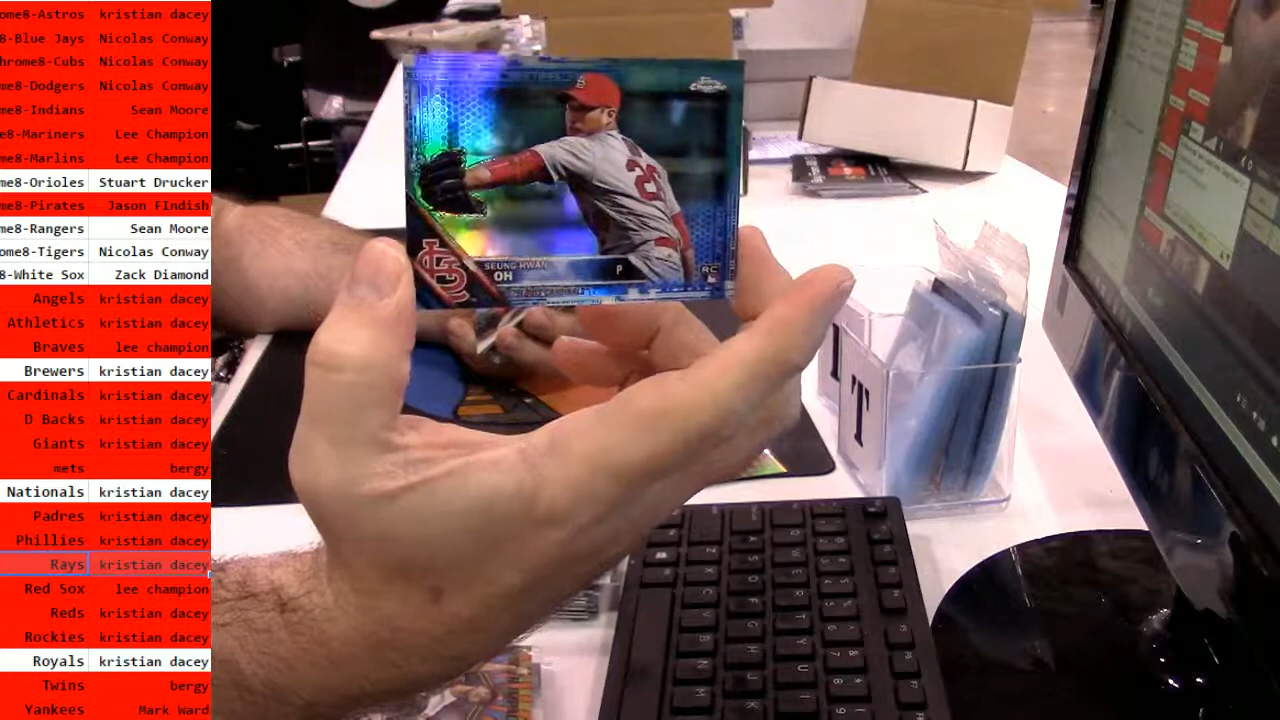 ome8-Astros kristian dacey
8-Blue Jays Nicolas Conway
hrome8-Cubs Nicolas Conway
me8-Dodgers Nicolas Conway
me8-Indians Sean Moore
e8-Mariners Lee Champion
me8-Marlins Lee Champion
me8-Orioles Stuart Drucker
me8-Pirates Jason FIndish
me8-Rangers Sean Moore
ome8-Tigers Nicolas Conway
8-White Sox Zack Diamond
Angels kristian dacey
Athletics kristian dacey
Braves lee champion
Brewers kristian dacey
Cardinals kristian dacey
D Backs kristian dacey
Giants kristian dacey
mets bergy
Nationals kristian dacey
Padres kristian dacey
Phillies kristian dacey
Rays kristian dacey
Red Sox lee champion
Reds kristian dacey
Rockies kristian dacey
Royals kristian dacey
Twins bergy
Yankees Mark Ward
Chrome
26
SEUNG HWAN
OH P RC
T